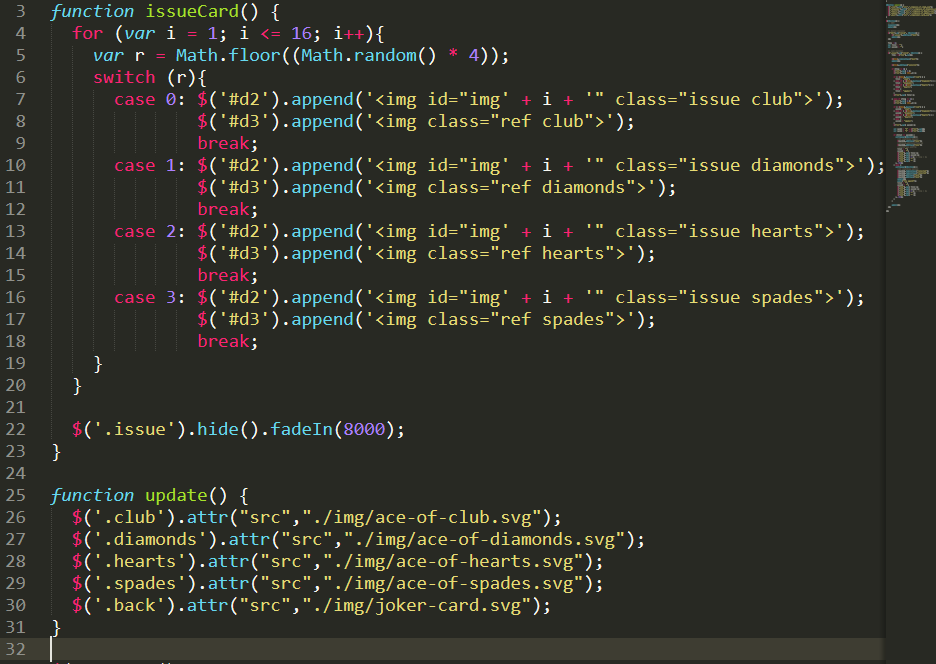 3 function issueCard() {
4 for (var i = 1; i <= 16; i++){
5 var r = Math.floor((Math.random() * 4));
6 switch (r){
7 case 0: $('#d2').append('<img id="img' + i + '" class="issue club">');
8 $('#d3').append('<img class="ref club">');
9 break;
10 case 1: $('#d2').append('<img id="img' + i + '" class="issue diamonds">');
11 $('#d3').append('<img class="ref diamonds">');
12 break;
13 case 2: $('#d2').append('<img id="img' + i + '" class="issue hearts">');
14 $('#d3').append('<img class="ref hearts">');
15 break;
16 case 3: $('#d2').append('<img id="img' + i + '" class="issue spades">');
17 $('#d3').append('<img class="ref spades">');
18 break;
19 }
20 }
21
22 $('.issue').hide().fadeIn(8000);
23 }
24
25 function update() {
26 $('.club').attr("src","./img/ace-of-club.svg");
27 $('.diamonds').attr("src","./img/ace-of-diamonds.svg");
28 $('.hearts').attr("src","./img/ace-of-hearts.svg");
29 $('.spades').attr("src","./img/ace-of-spades.svg");
30 $('.back').attr("src","./img/joker-card.svg");
31 }
32